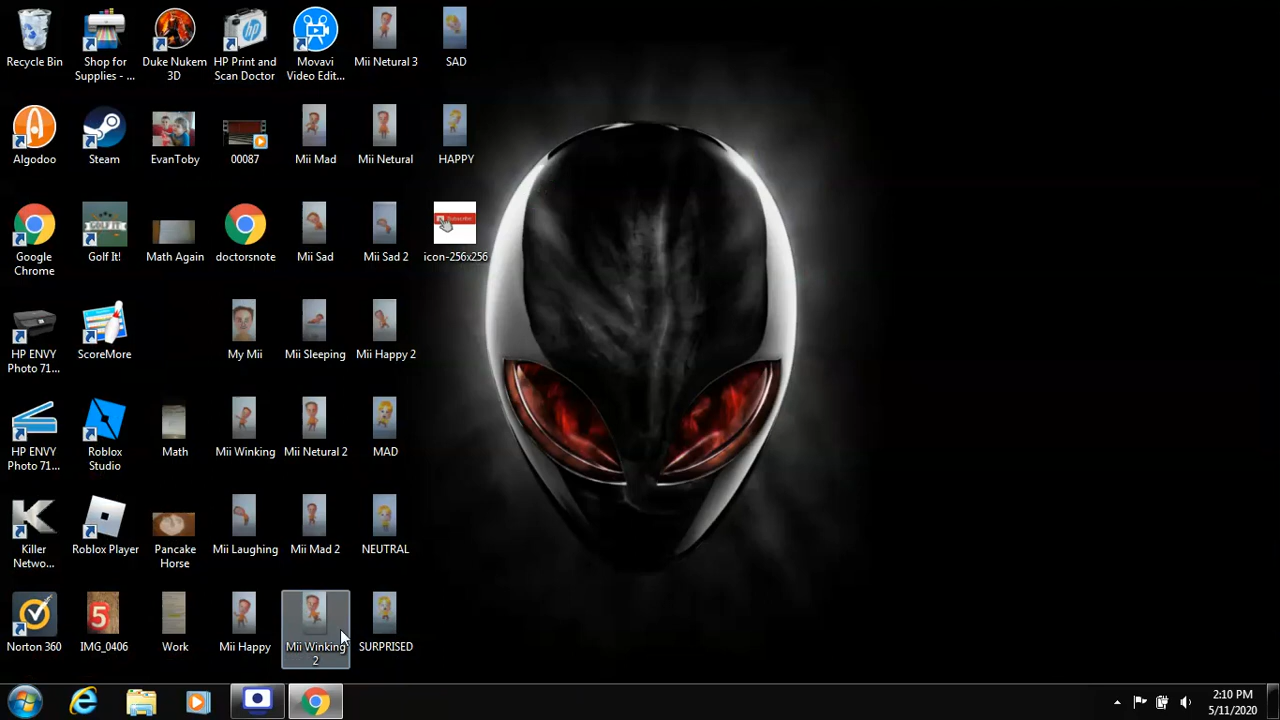 Recycle Bin
Shop for
Supplies - ...
Duke Nukem
3D
HP Print and
Scan Doctor
Movavi
Video Edit...
Mii Netural 3
SAD
Algodoo
Steam
EvanToby
00087
Mii Mad
Mii Netural
HAPPY
Google
Chrome
Golf It!
Math Again
doctorsnote
Mii Sad
Mii Sad 2
icon-256x256
HP ENVY
Photo 71...
ScoreMore
My Mii
Mii Sleeping
Mii Happy 2
HP ENVY
Photo 71...
Roblox
Studio
Math
Mii Winking
Mii Netural 2
MAD
Killer
Netwo...
Roblox Player
Pancake
Horse
Mii Laughing
Mii Mad 2
NEUTRAL
Norton 360
IMG_0406
Work
Mii Happy
Mii Winking
2
SURPRISED
2:10 PM
5/11/2020